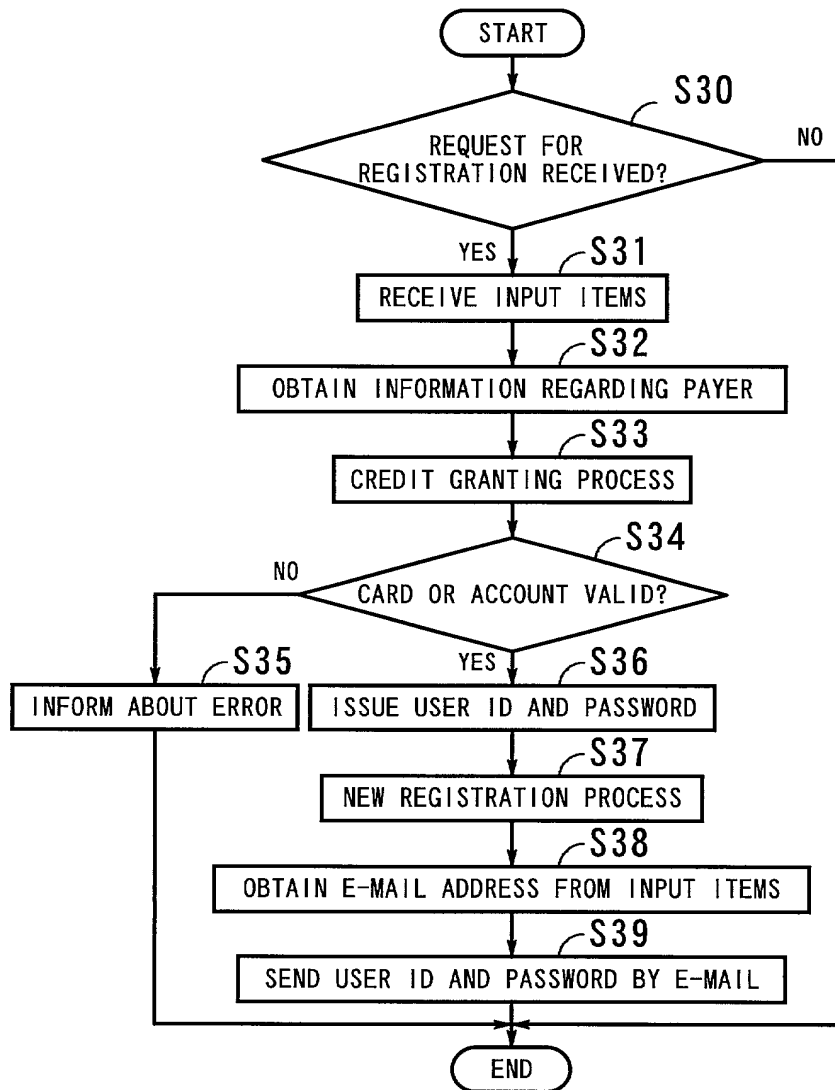 START
S30
REQUEST FOR
REGISTRATION RECEIVED?
NO
YES
S31
RECEIVE INPUT ITEMS
S32
OBTAIN INFORMATION REGARDING PAYER
S33
CREDIT GRANTING PROCESS
S34
NO
CARD OR ACCOUNT VALID?
YES
S35
INFORM ABOUT ERROR
S36
ISSUE USER ID AND PASSWORD
S37
NEW REGISTRATION PROCESS
S38
OBTAIN E-MAIL ADDRESS FROM INPUT ITEMS
S39
SEND USER ID AND PASSWORD BY E-MAIL
END